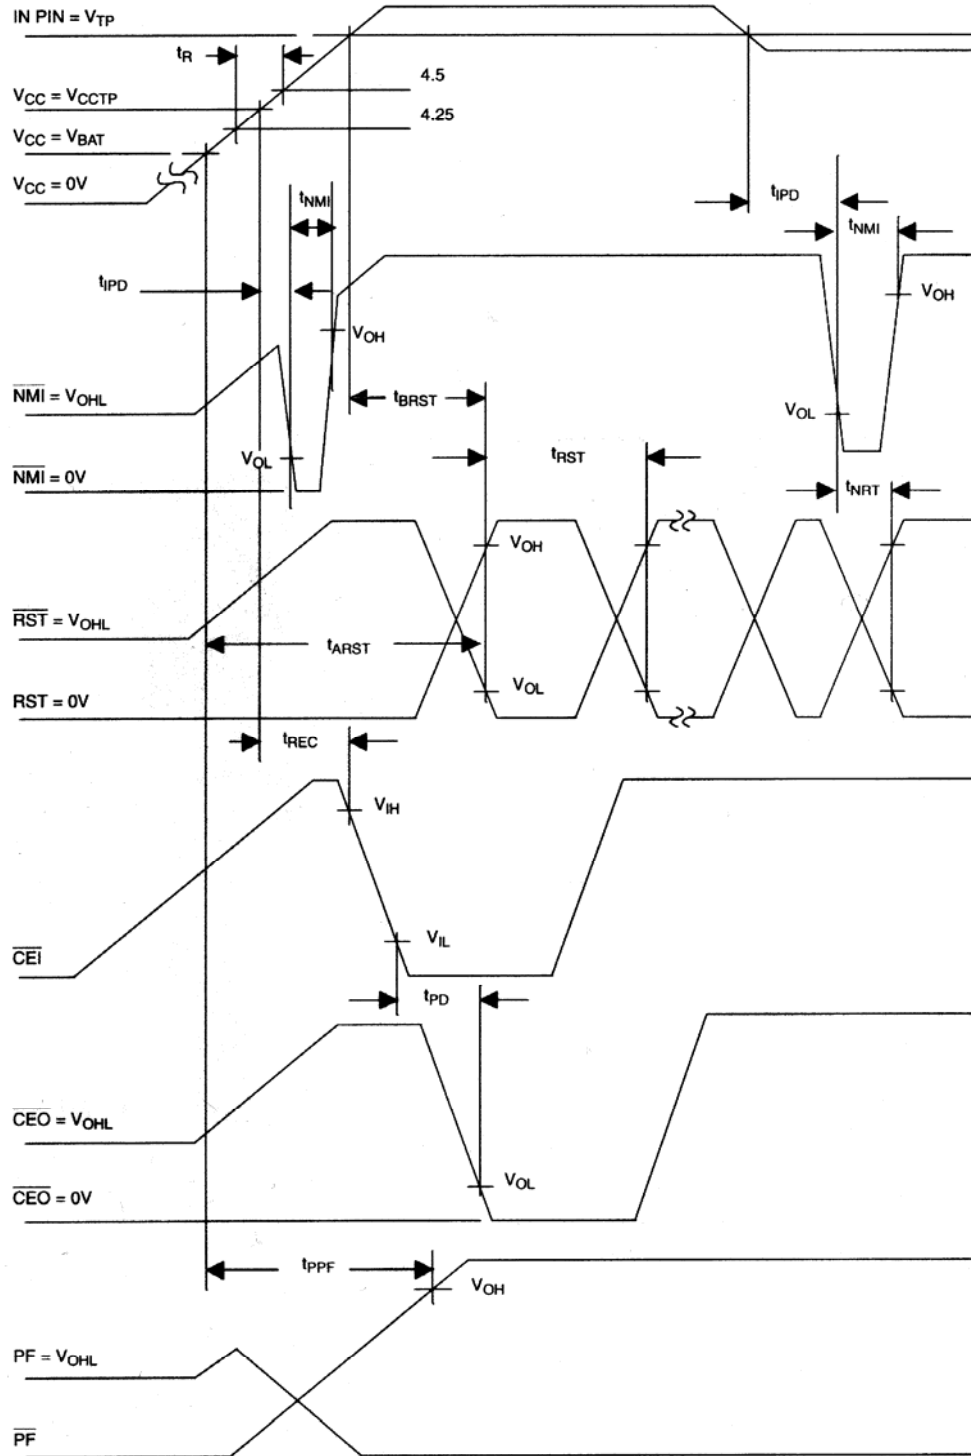 IN PIN = VTP
tR
4.5
VCC = VCCTP
4.25
VCC = VBAT
VCC = 0V
tNMI
tIPD
tNMI
tIPD
VOH
VOH
NMI = VOHL
tBRST
VOL
VOL
tRST
NMI = 0V
tNRT
VOH
RST = VOHL
tARST
VOL
RST = 0V
tREC
VIH
VIL
CEI
tPD
CEO = VOHL
VOL
CEO = 0V
tPPF
VOH
PF = VOHL
PF